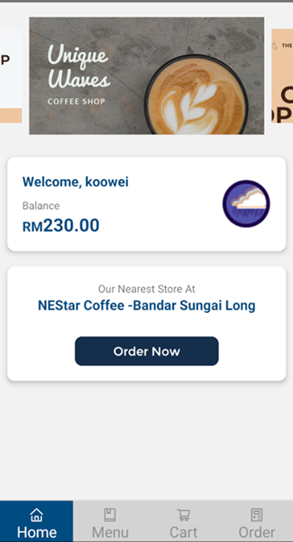 P
Unique
Waves
COFFEE SHOP
THE
O
OP
Welcome, koowei
Balance
RM230.00
Our Nearest Store At
NEStar Coffee -Bandar Sungai Long
Order Now
Home
Menu
Cart
Order